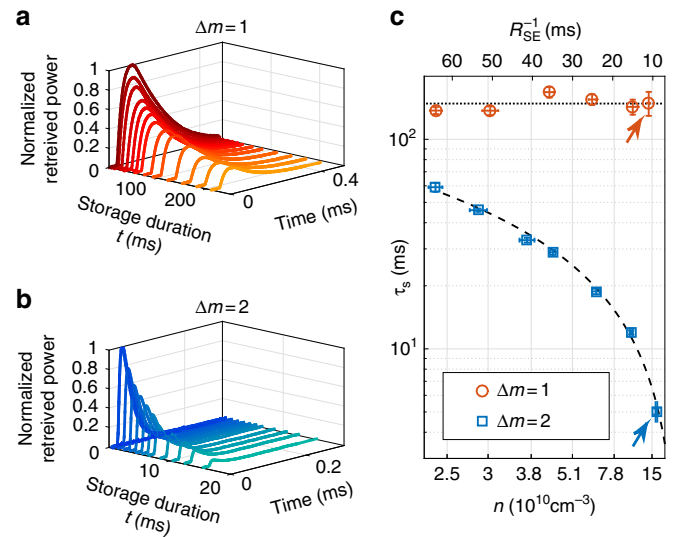 a
Δm=1
Normalized
retreived power
1
0.8
0.6
0.4
0.2
0
100
200
Storage duration
t (ms)
0
0.4
Time (ms)
b
Δm=2
Normalized
retreived power
1
0.8
0.6
0.4
0.2
0
10
20
Storage duration
t (ms)
0
0.2
Time (ms)
c
R_SE^−1 (ms)
60 50 40 30 20 10
10^2
10^1
τ_s (ms)
Δm=1
Δm=2
2.5 3 3.8 5.1 7.8 15
n (10^10 cm^−3)